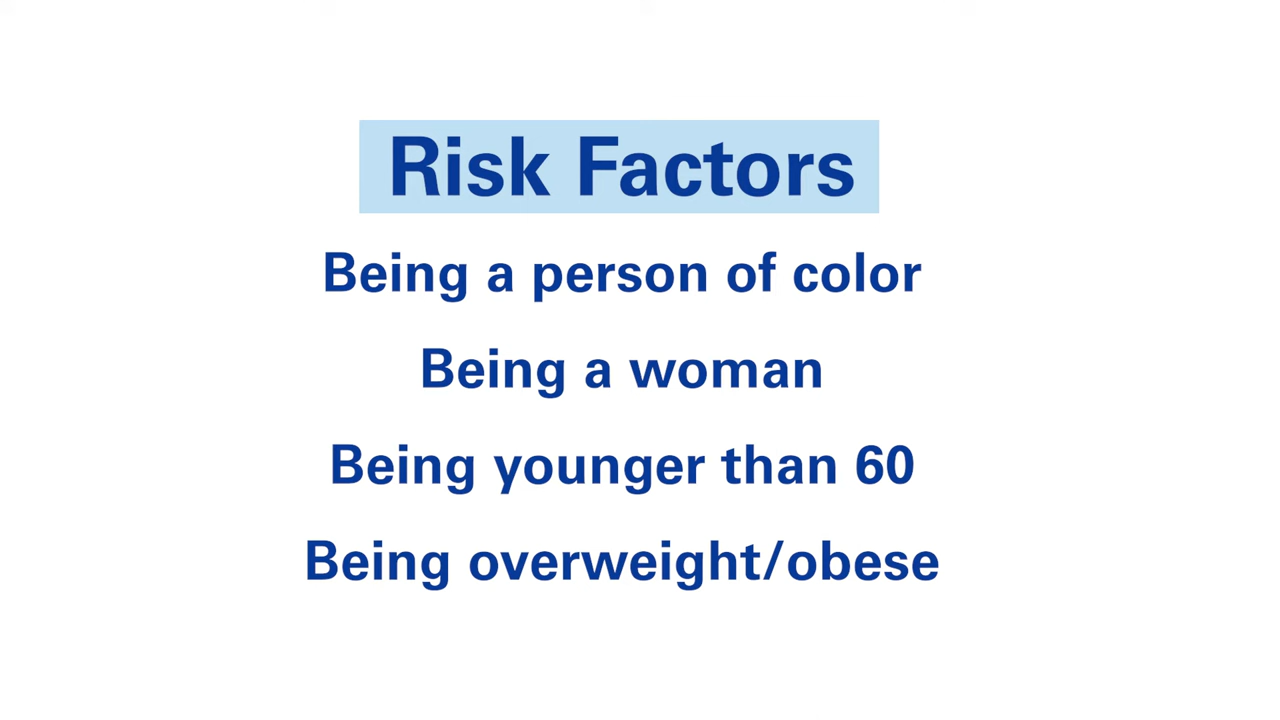 Risk Factors
Being a person of color
Being a woman
Being younger than 60
Being overweight/obese